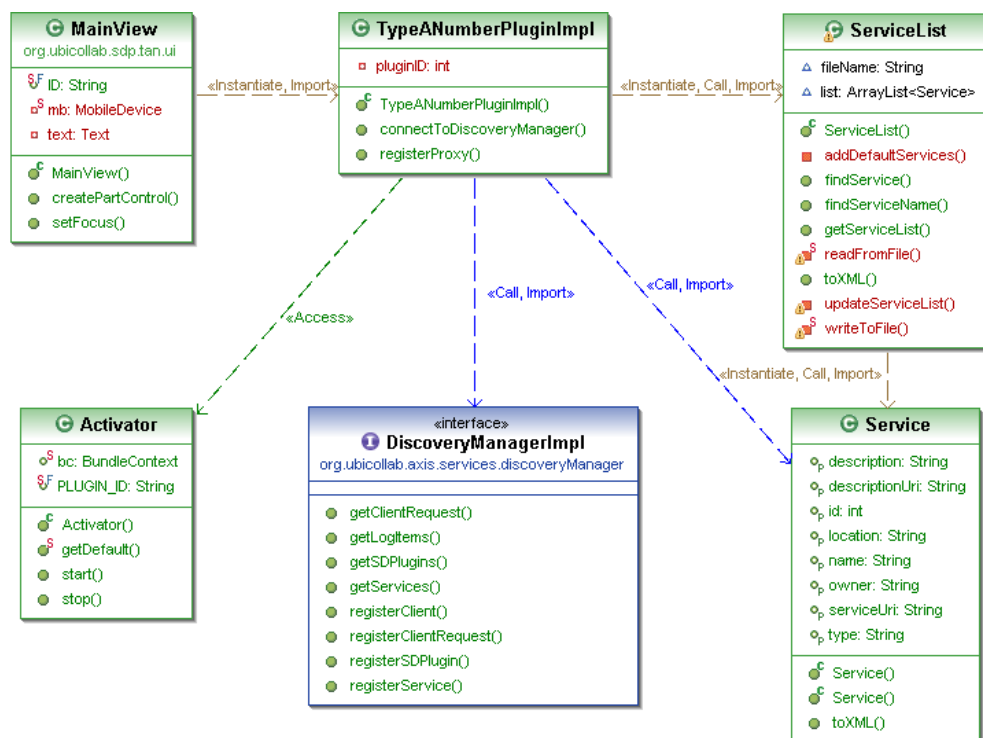 MainView
org.ubicollab.sdp.tan.ui
ID: String
mb: MobileDevice
text: Text
MainView()
createPartControl()
setFocus()
«Instantiate, Import»
TypeANumberPluginImpl
pluginID: int
TypeANumberPluginImpl()
connectToDiscoveryManager()
registerProxy()
«Instantiate, Call, Import»
ServiceList
fileName: String
list: ArrayList<Service>
ServiceList()
addDefaultServices()
findService()
findServiceName()
getServiceList()
readFromFile()
toXML()
updateServiceList()
writeToFile()
«Access»
«Call, Import»
«Call, Import»
«Instantiate, Call, Import»
Activator
bc: BundleContext
PLUGIN_ID: String
Activator()
getDefault()
start()
stop()
«interface»
DiscoveryManagerImpl
org.ubicollab.axis.services.discoveryManager
getClientRequest()
getLogItems()
getSDPlugins()
getServices()
registerClient()
registerClientRequest()
registerSDPlugin()
registerService()
Service
description: String
descriptionUri: String
id: int
location: String
name: String
owner: String
serviceUri: String
type: String
Service()
Service()
toXML()